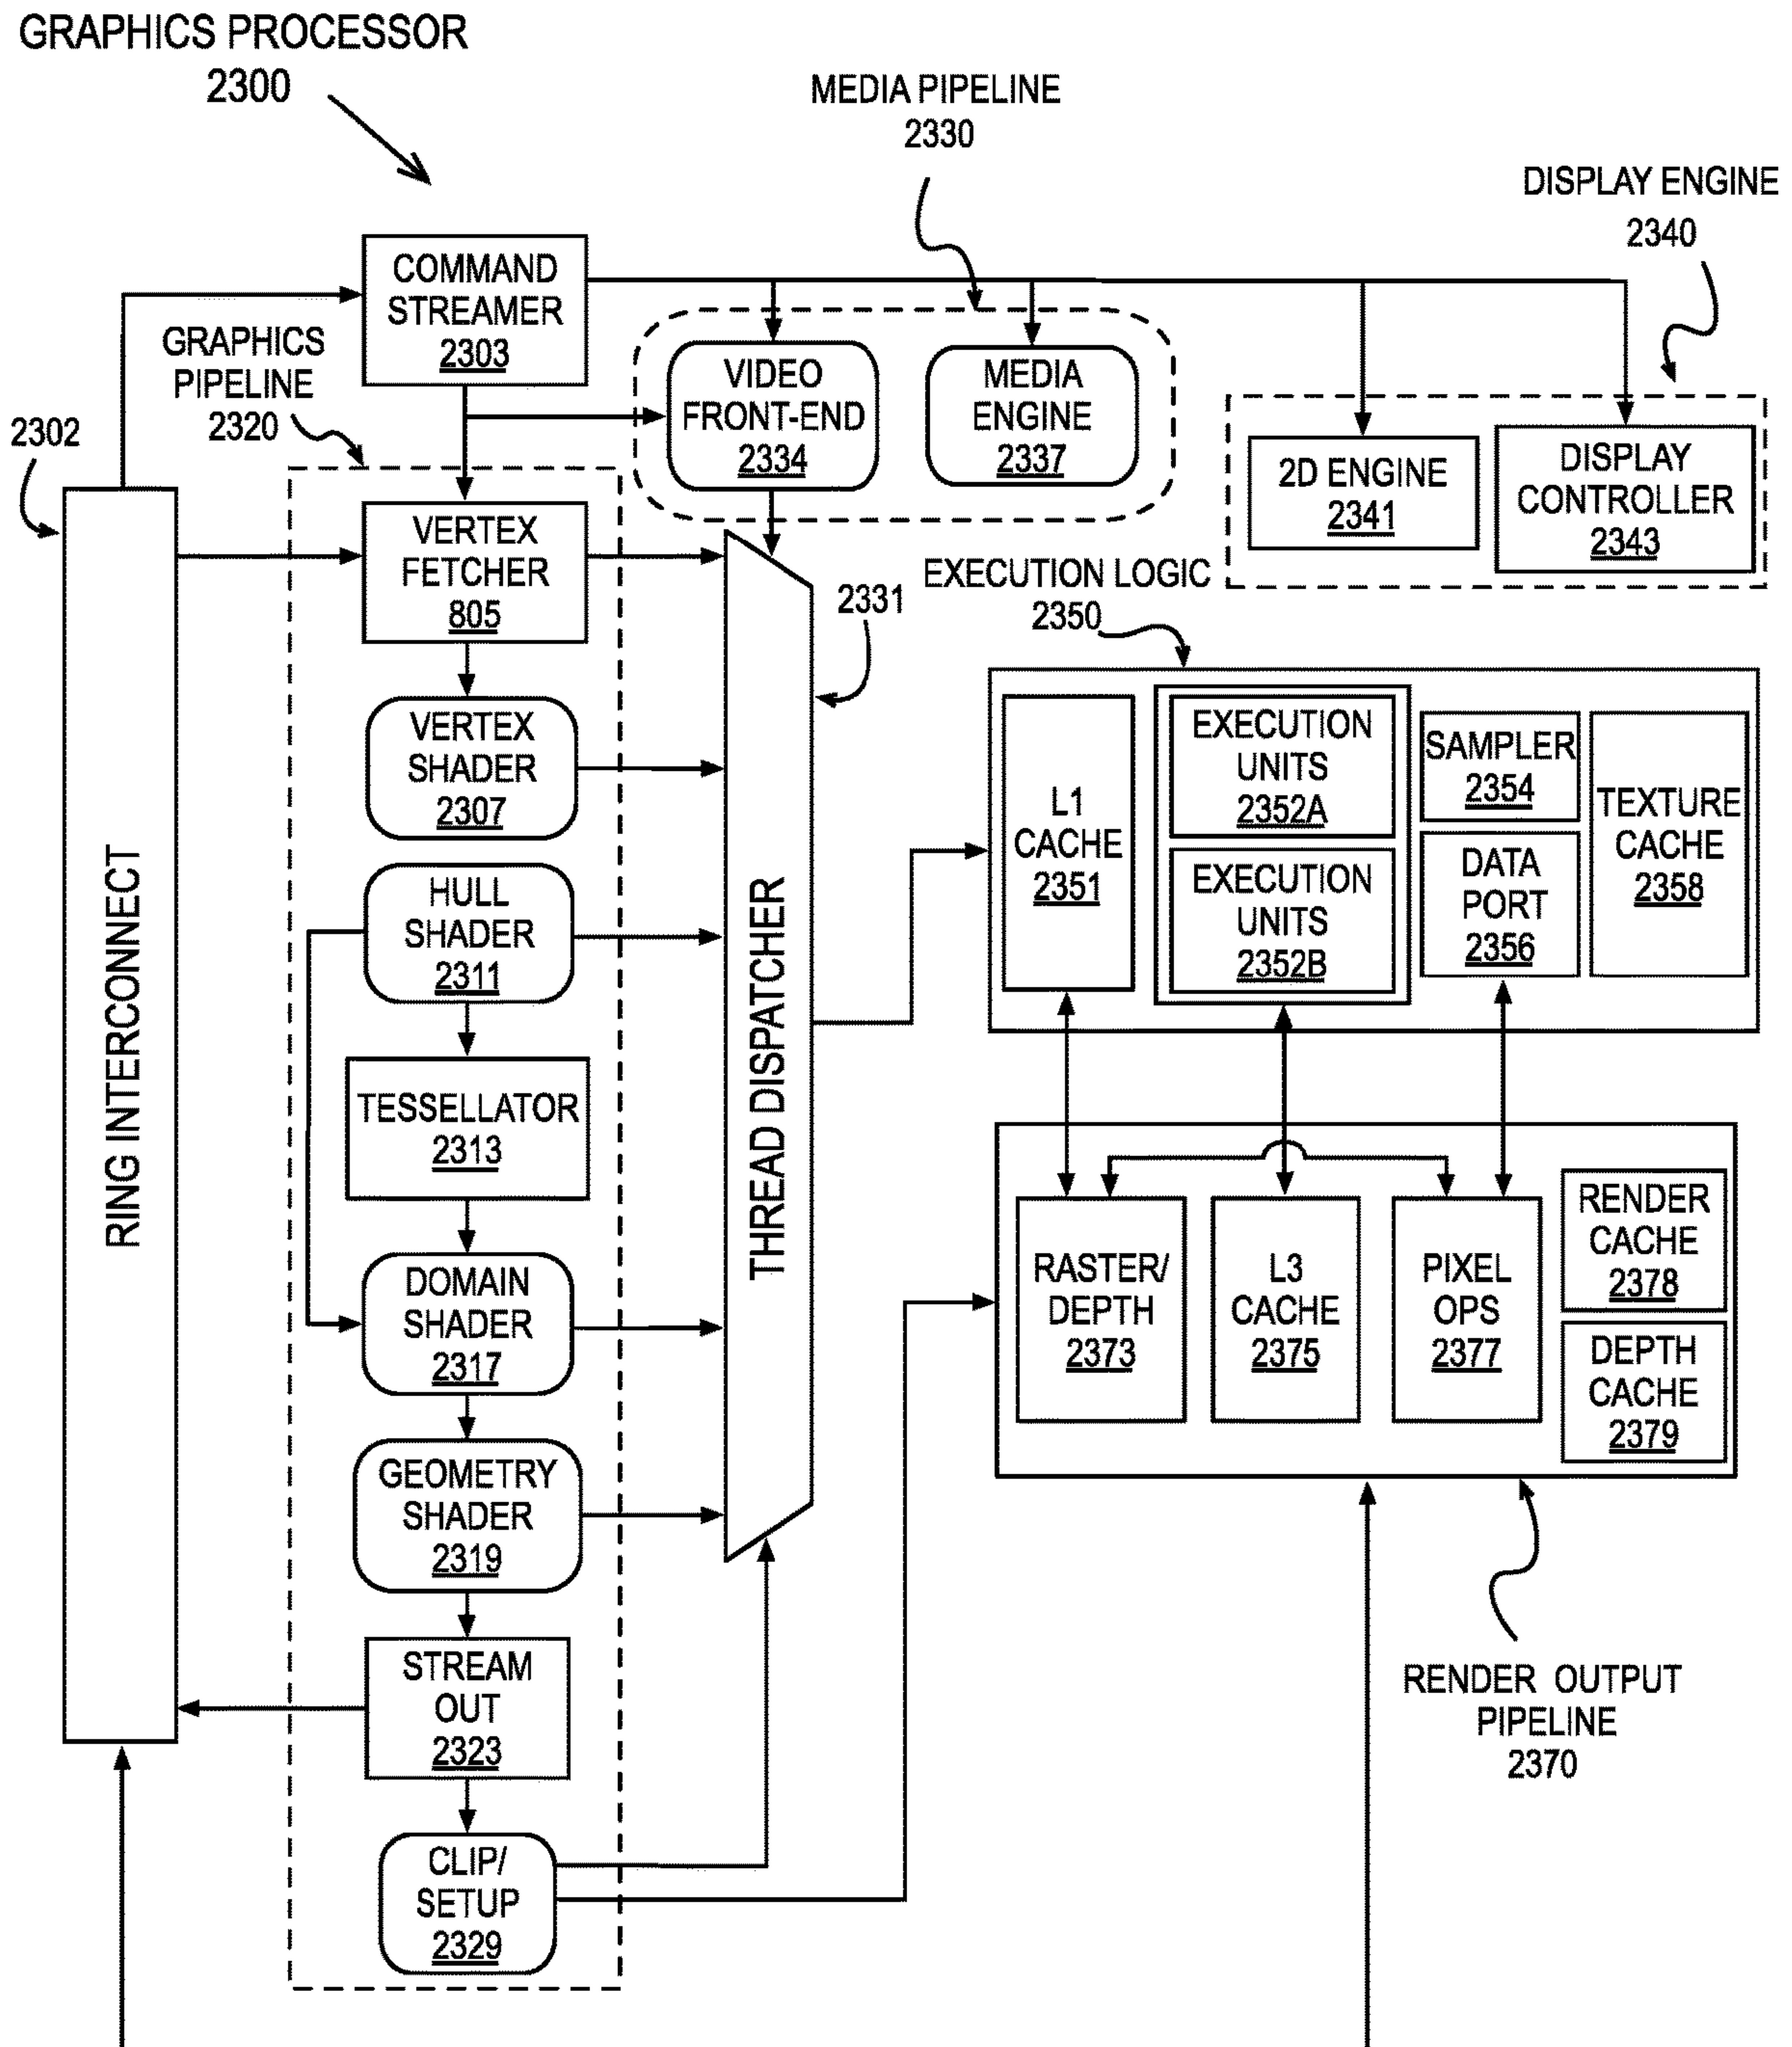 GRAPHICS PROCESSOR
2300
MEDIA PIPELINE
2330
DISPLAY ENGINE
2340
COMMAND
STREAMER
2303
GRAPHICS
PIPELINE
2320
2302
VIDEO
FRONT-END
2334
MEDIA
ENGINE
2337
2D ENGINE
2341
DISPLAY
CONTROLLER
2343
VERTEX
FETCHER
805
EXECUTION LOGIC
2350
2331
VERTEX
SHADER
2307
HULL
SHADER
2311
TESSELLATOR
2313
DOMAIN
SHADER
2317
GEOMETRY
SHADER
2319
STREAM
OUT
2323
CLIP/
SETUP
2329
RING INTERCONNECT
THREAD DISPATCHER
L1
CACHE
2351
EXECUTION
UNITS
2352A
EXECUTION
UNITS
2352B
SAMPLER
2354
DATA
PORT
2356
TEXTURE
CACHE
2358
RASTER/
DEPTH
2373
L3
CACHE
2375
PIXEL
OPS
2377
RENDER
CACHE
2378
DEPTH
CACHE
2379
RENDER OUTPUT
PIPELINE
2370